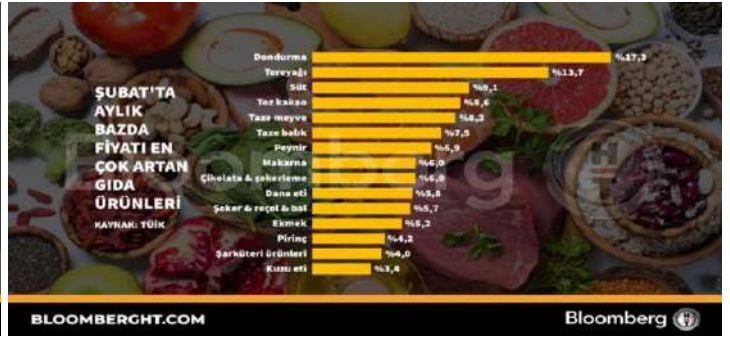 ŞUBAT'TA
AYLIK
BAZDA
FİYATI EN
ÇOK ARTAN
GIDA
ÜRÜNLERİ
KAYNAK: TÜİK
Dondurma %17,3
Tereyağı %13,7
Süt %9,1
Toz kakao %8,6
Taze meyve %8,3
Taze balık %7,5
Peynir %6,9
Makarna %6,0
Çikolata & şekerleme %6,0
Dana eti %5,8
Şeker & reçel & bal %5,7
Ekmek %5,2
Pirinç %4,2
Şarküteri ürünleri %4,0
Kuzu eti %3,4
Bloomberg HT
BLOOMBERGHT.COM
Bloomberg HT